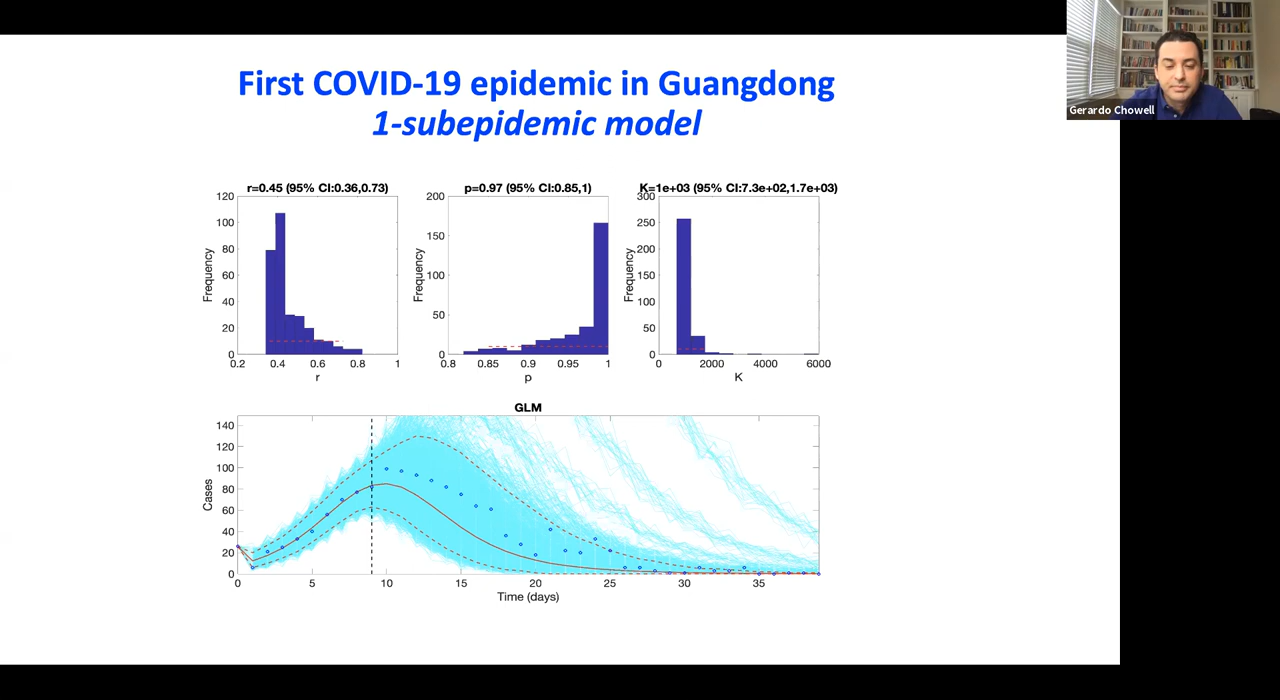 First COVID-19 epidemic in Guangdong
1-subepidemic model
Gerardo Chowell
r=0.45 (95% CI:0.36,0.73)
120
100
80
60
40
20
0
Frequency
0.2 0.4 0.6 0.8 1
r
p=0.97 (95% CI:0.85,1)
200
150
100
50
Frequency
0.8 0.85 0.9 0.95 1
p
K=1e+03 (95% CI:7.3e+02,1.7e+03)
300
250
200
150
100
50
0
Frequency
0 2000 4000 6000
K
GLM
140
120
100
80
60
40
20
0
Cases
0 5 10 15 20 25 30 35
Time (days)